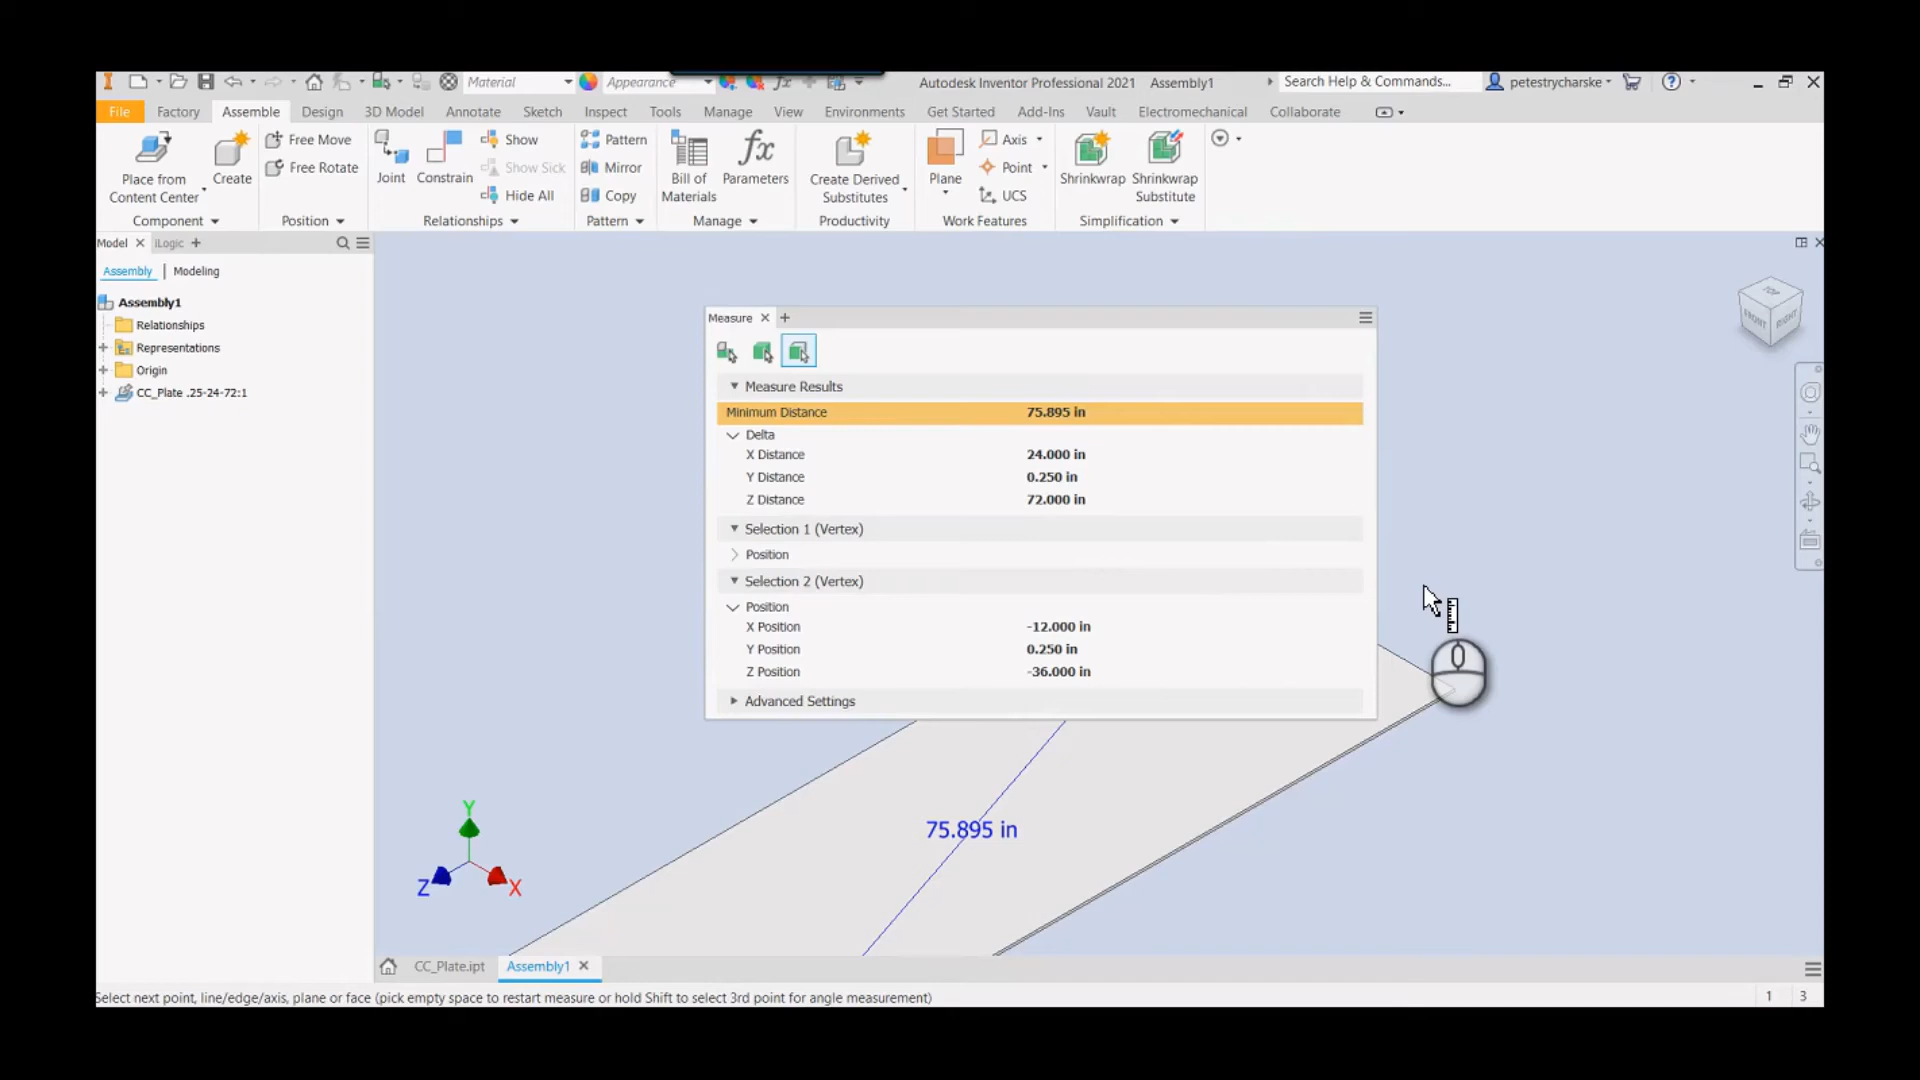 Material
Appearance
fx
Autodesk Inventor Professional 2021 Assembly1
Search Help & Commands...
petestrycharske
File Factory Assemble Design 3D Model Annotate Sketch Inspect Tools Manage View Environments Get Started Add-Ins Vault Electromechanical Collaborate
Place from
Content Center
Create
Free Move
Free Rotate
Joint
Constrain
Show
Show Sick
Hide All
Pattern
Mirror
Copy
Bill of
Materials
fx
Parameters
Create Derived
Substitutes
Plane
Axis
Point
UCS
Shrinkwrap
Shrinkwrap
Substitute
Component Position Relationships Pattern Manage Productivity Work Features Simplification
Model iLogic
Assembly | Modeling
Assembly1
Relationships
Representations
Origin
CC_Plate .25-24-72:1
Measure
Measure Results
Minimum Distance 75.895 in
Delta
X Distance 24.000 in
Y Distance 0.250 in
Z Distance 72.000 in
Selection 1 (Vertex)
Position
Selection 2 (Vertex)
Position
X Position -12.000 in
Y Position 0.250 in
Z Position -36.000 in
Advanced Settings
TOP
FRONT
RIGHT
75.895 in
Y
Z
X
CC_Plate.ipt Assembly1
Select next point, line/edge/axis, plane or face (pick empty space to restart measure or hold Shift to select 3rd point for angle measurement)
1 3